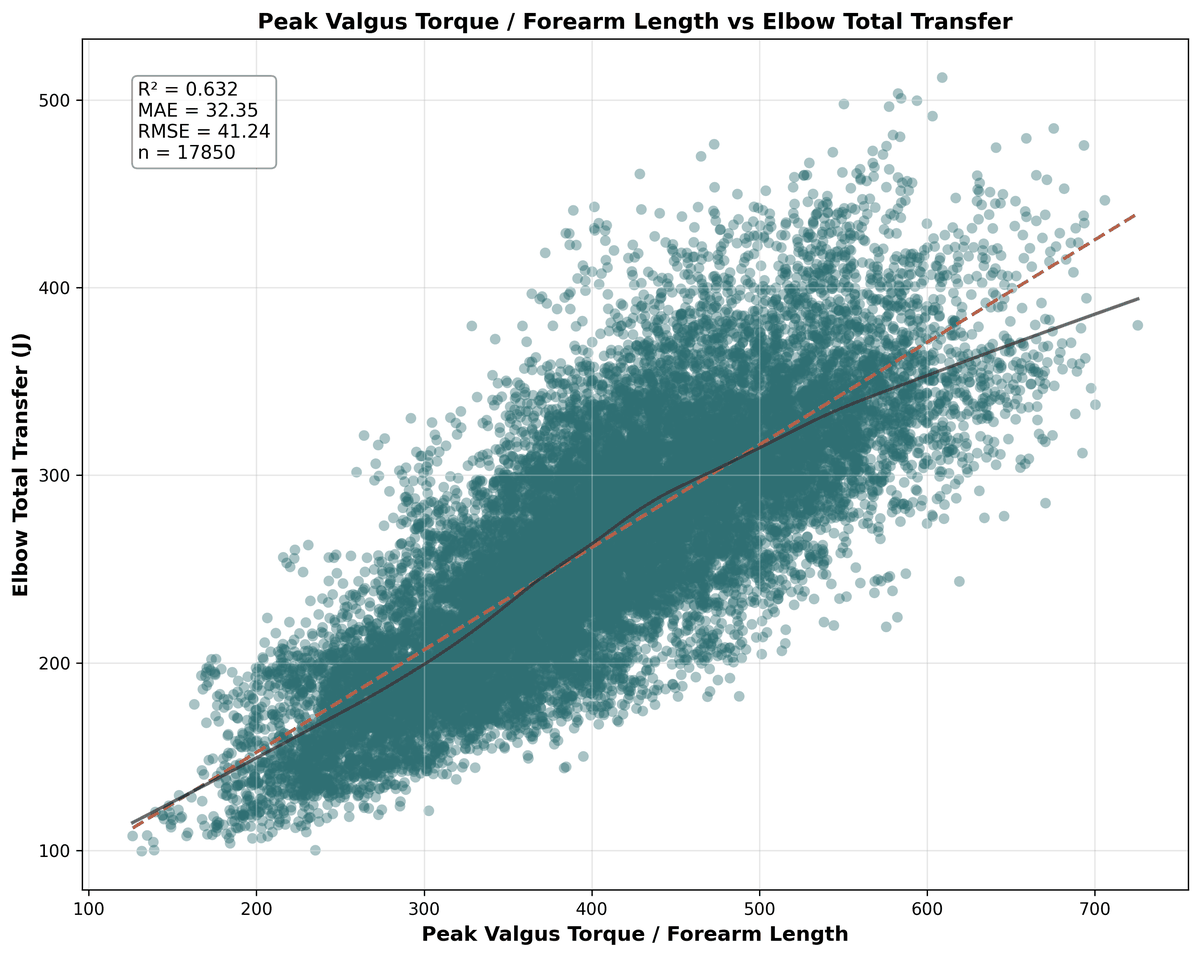 Peak Valgus Torque / Forearm Length vs Elbow Total Transfer
R² = 0.632
MAE = 32.35
RMSE = 41.24
n = 17850
500
400
300
200
100
Elbow Total Transfer (J)
100 200 300 400 500 600 700
Peak Valgus Torque / Forearm Length